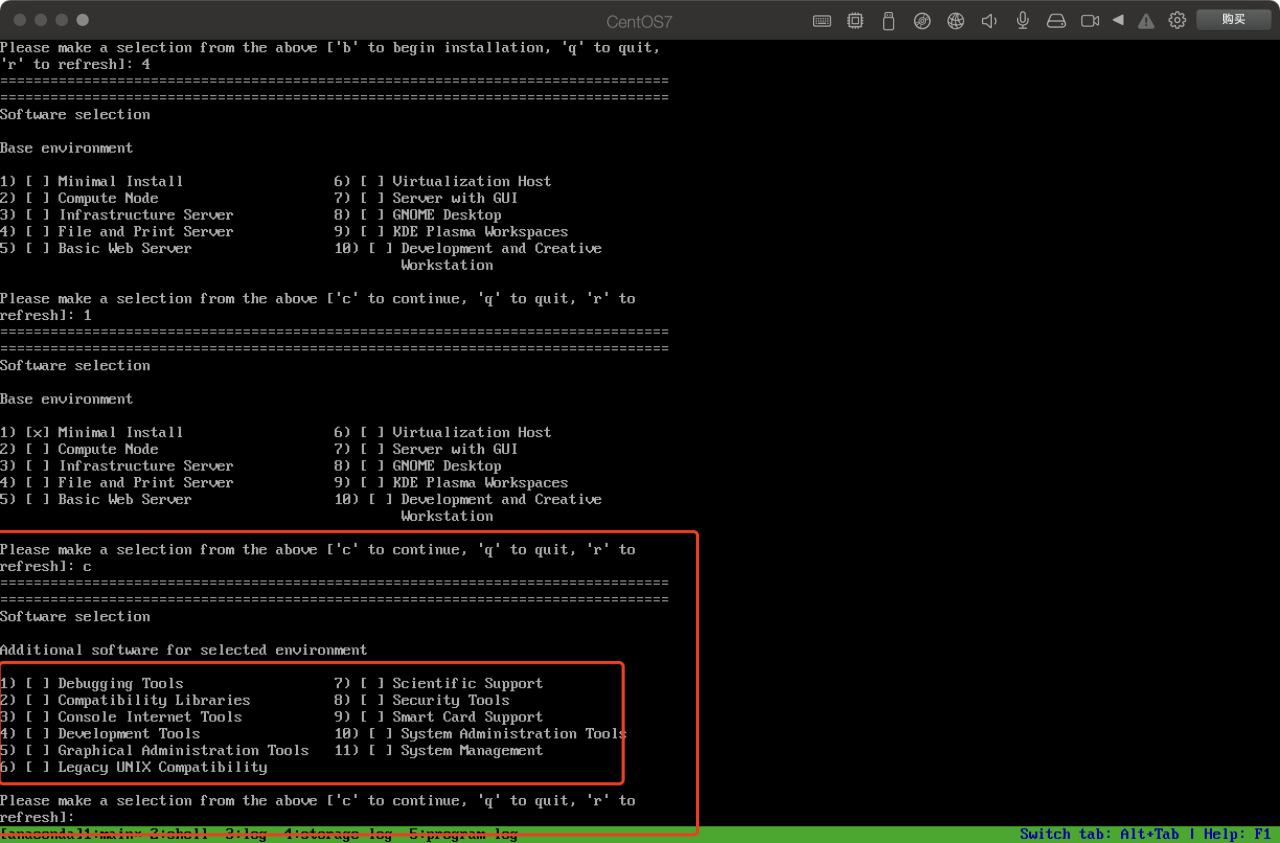 CentOS7
购买
Please make a selection from the above ['b' to begin installation, 'q' to quit,
'r' to refresh]: 4
================================================================================
================================================================================
Software selection
Base environment
1) [ ] Minimal Install                  6) [ ] Virtualization Host
2) [ ] Compute Node                     7) [ ] Server with GUI
3) [ ] Infrastructure Server            8) [ ] GNOME Desktop
4) [ ] File and Print Server            9) [ ] KDE Plasma Workspaces
5) [ ] Basic Web Server                 10) [ ] Development and Creative
Workstation
Please make a selection from the above ['c' to continue, 'q' to quit, 'r' to
refresh]: 1
================================================================================
================================================================================
Software selection
Base environment
1) [x] Minimal Install                  6) [ ] Virtualization Host
2) [ ] Compute Node                     7) [ ] Server with GUI
3) [ ] Infrastructure Server            8) [ ] GNOME Desktop
4) [ ] File and Print Server            9) [ ] KDE Plasma Workspaces
5) [ ] Basic Web Server                 10) [ ] Development and Creative
Workstation
Please make a selection from the above ['c' to continue, 'q' to quit, 'r' to
refresh]: c
================================================================================
================================================================================
Software selection
Additional software for selected environment
1) [ ] Debugging Tools                  7) [ ] Scientific Support
2) [ ] Compatibility Libraries          8) [ ] Security Tools
3) [ ] Console Internet Tools           9) [ ] Smart Card Support
4) [ ] Development Tools                10) [ ] System Administration Tools
5) [ ] Graphical Administration Tools   11) [ ] System Management
6) [ ] Legacy UNIX Compatibility
Please make a selection from the above ['c' to continue, 'q' to quit, 'r' to
refresh]:
[anaconda]1:main* 2:shell  3:log  4:storage-log  5:program-log     Switch tab: Alt+Tab | Help: F1